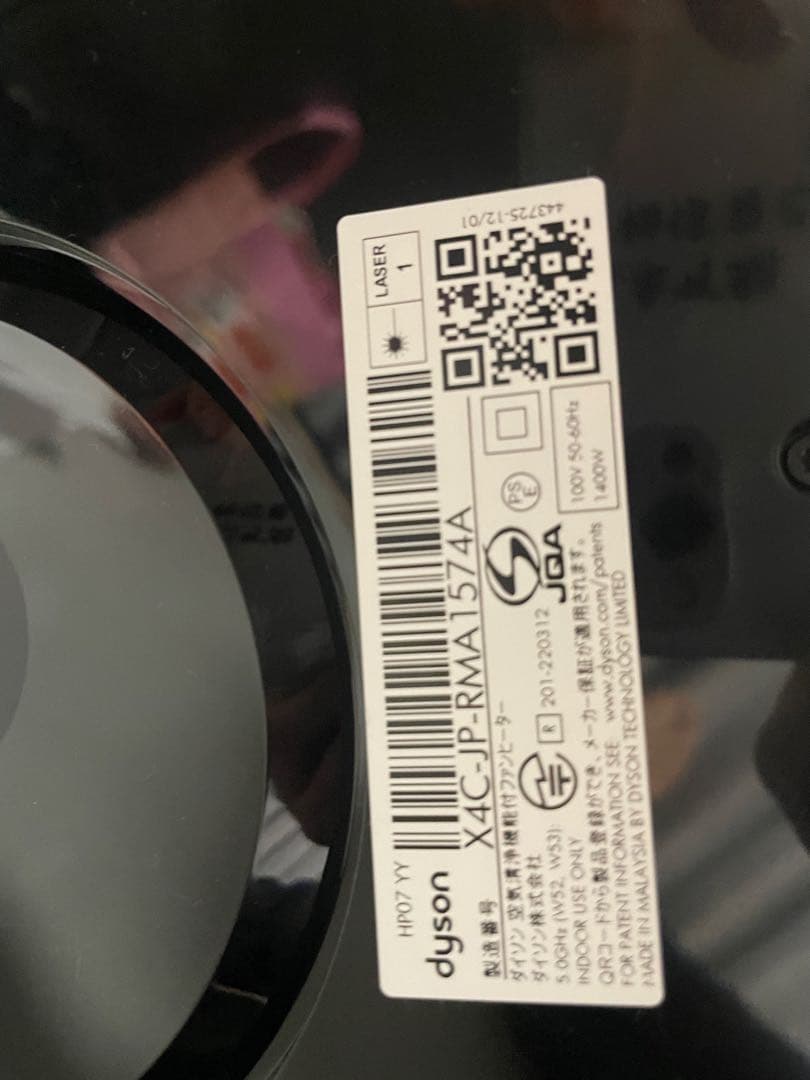 HP07 YY
dyson
LASER
1
製造番号
X4C-JP-RMA1574A
ダイソン 空気清浄機能付ファンヒーター
ダイソン株式会社
5.0GHz (W52, W53):
INDOOR USE ONLY
R 201-220312
JQA
PS
E
100V 50-60Hz
1400W
QRコードから製品登録ができ、メーカー保証が適用されます。
FOR PATENT INFORMATION SEE www.dyson.com/patents
MADE IN MALAYSIA BY DYSON TECHNOLOGY LIMITED
443725-12/01